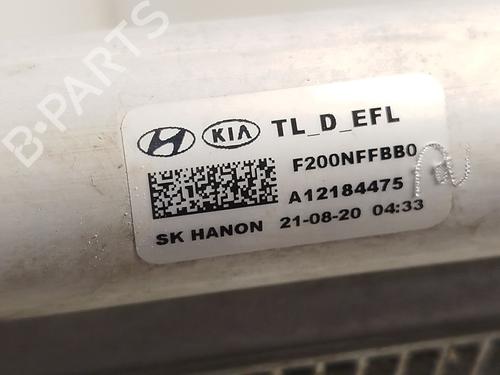 B-PARTS
KIA TL_D_EFL
F200NFFBB0
A12184475
SK HANON 21-08-20 04:33